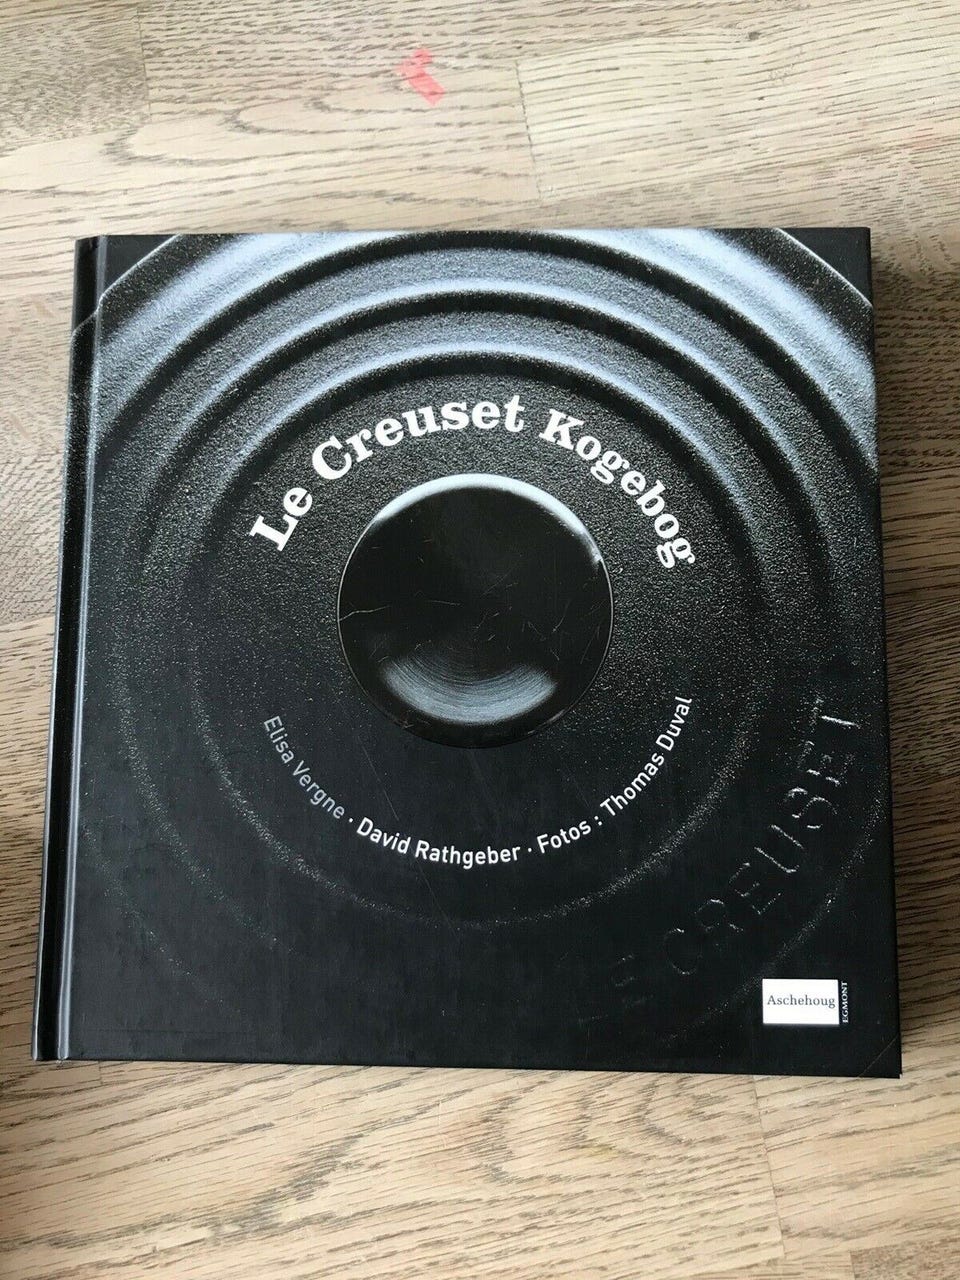 Le Creuset Kogebog
Elisa Vergne · David Rathgeber · Fotos : Thomas Duval
LE CREUSET
Aschehoug
EGMONT